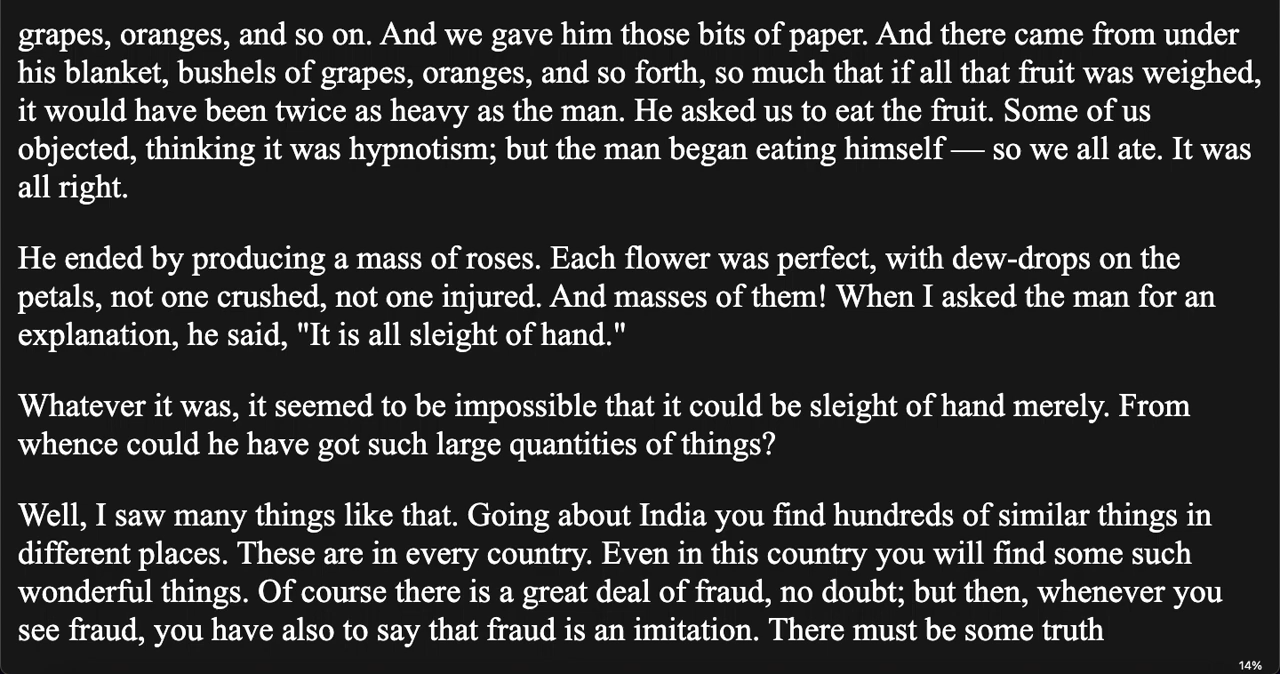 grapes, oranges, and so on. And we gave him those bits of paper. And there came from under
his blanket, bushels of grapes, oranges, and so forth, so much that if all that fruit was weighed,
it would have been twice as heavy as the man. He asked us to eat the fruit. Some of us
objected, thinking it was hypnotism; but the man began eating himself — so we all ate. It was
all right.
He ended by producing a mass of roses. Each flower was perfect, with dew-drops on the
petals, not one crushed, not one injured. And masses of them! When I asked the man for an
explanation, he said, "It is all sleight of hand."
Whatever it was, it seemed to be impossible that it could be sleight of hand merely. From
whence could he have got such large quantities of things?
Well, I saw many things like that. Going about India you find hundreds of similar things in
different places. These are in every country. Even in this country you will find some such
wonderful things. Of course there is a great deal of fraud, no doubt; but then, whenever you
see fraud, you have also to say that fraud is an imitation. There must be some truth
14%